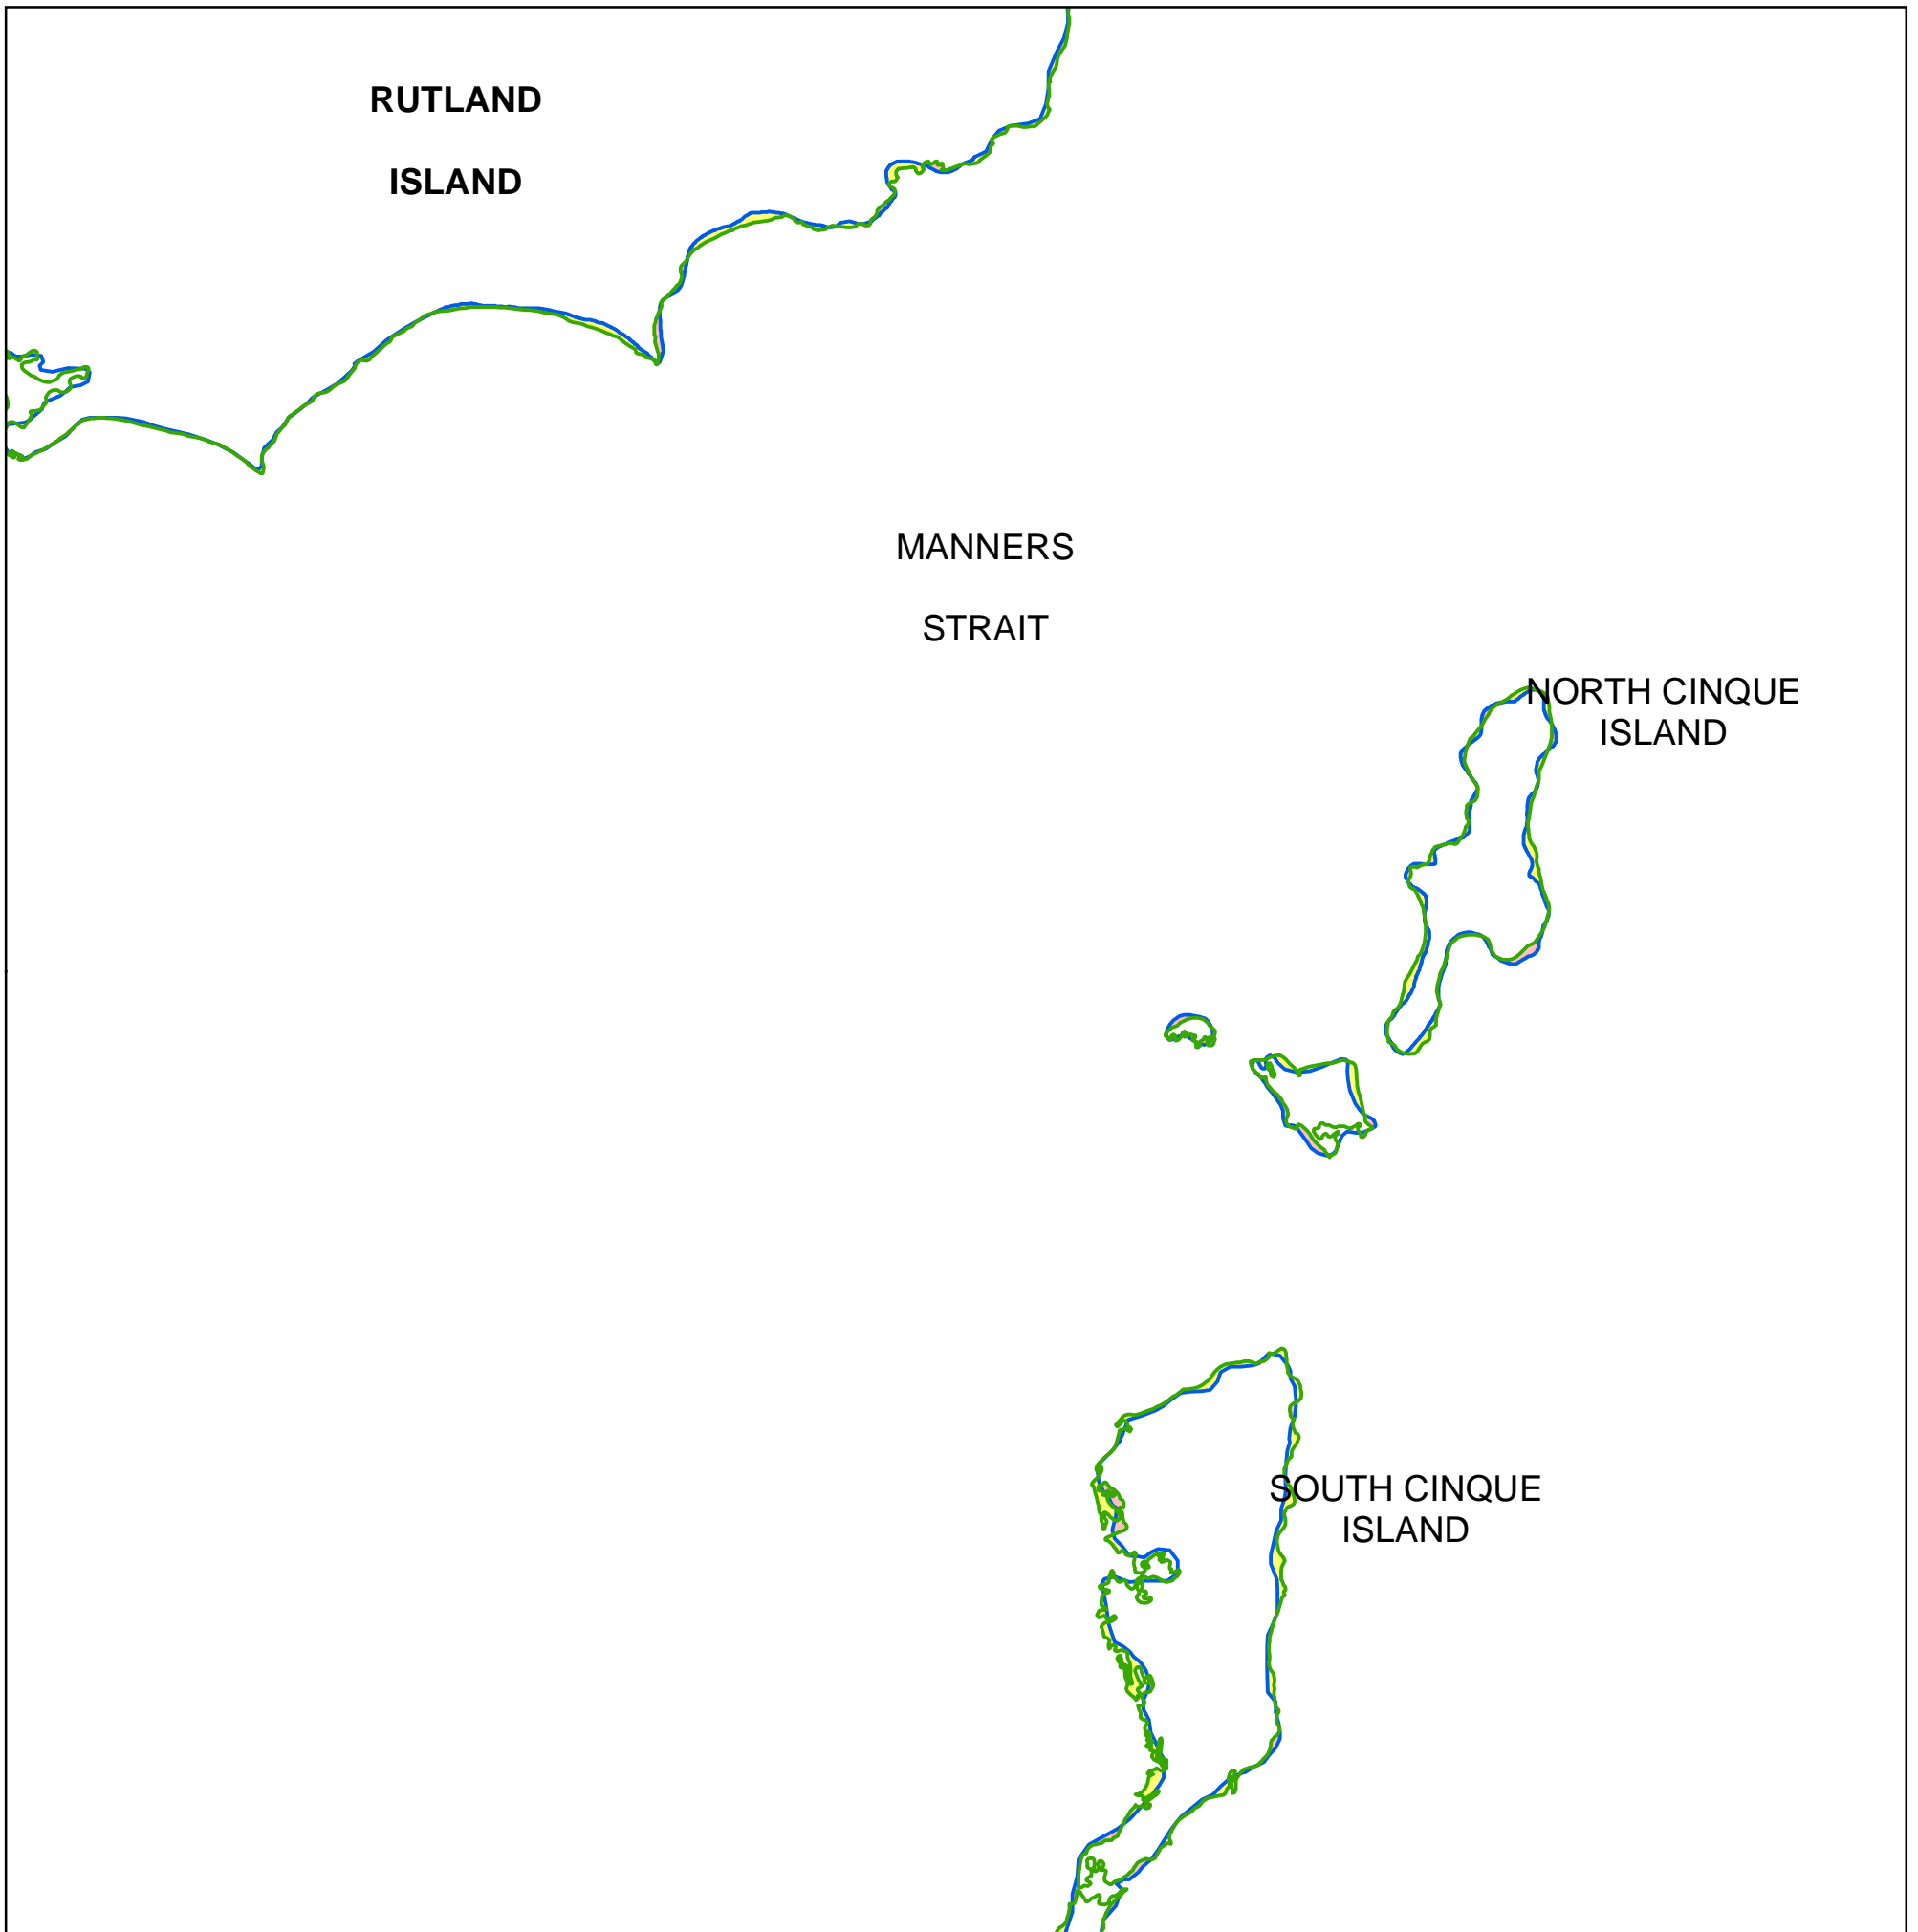 RUTLAND
ISLAND
MANNERS
STRAIT
NORTH CINQUE
ISLAND
SOUTH CINQUE
ISLAND